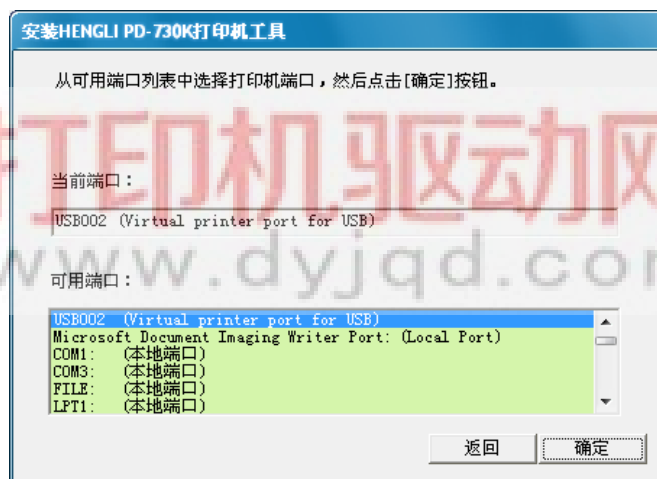 安装HENGLI PD-730K打印机工具
从可用端口列表中选择打印机端口，然后点击[确定]按钮。
打印机驱动网
当前端口：
USB002 (Virtual printer port for USB)
www.dyjqd.com
可用端口：
USB002 (Virtual printer port for USB)
Microsoft Document Imaging Writer Port: (Local Port)
COM1: (本地端口)
COM3: (本地端口)
FILE: (本地端口)
LPT1: (本地端口)
返回 确定